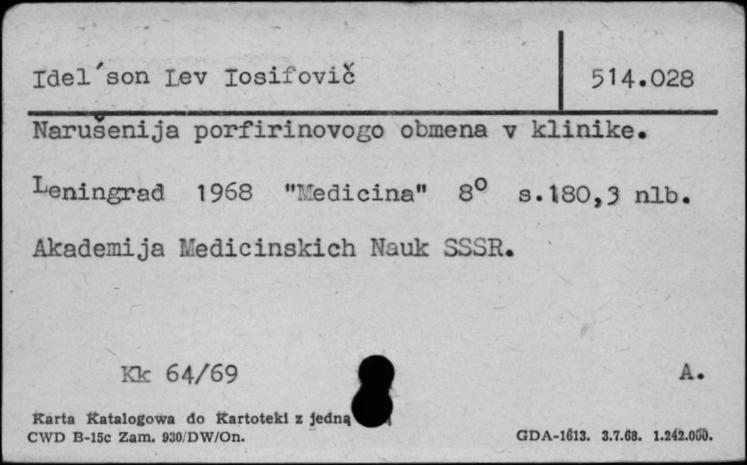 Idel´son Lev Iosifovič
514.028
Narušenija porfirinovogo obmena v klinike.
Leningrad 1968 "Medicina" 8° s.180,3 nlb.
Akademija Medicinskich Nauk SSSR.
Kk 64/69
A.
Karta Katalogowa do Kartoteki z jedną
CWD B-15c Zam. 930/DW/On.
GDA-1613. 3.7.68. 1.242.000.